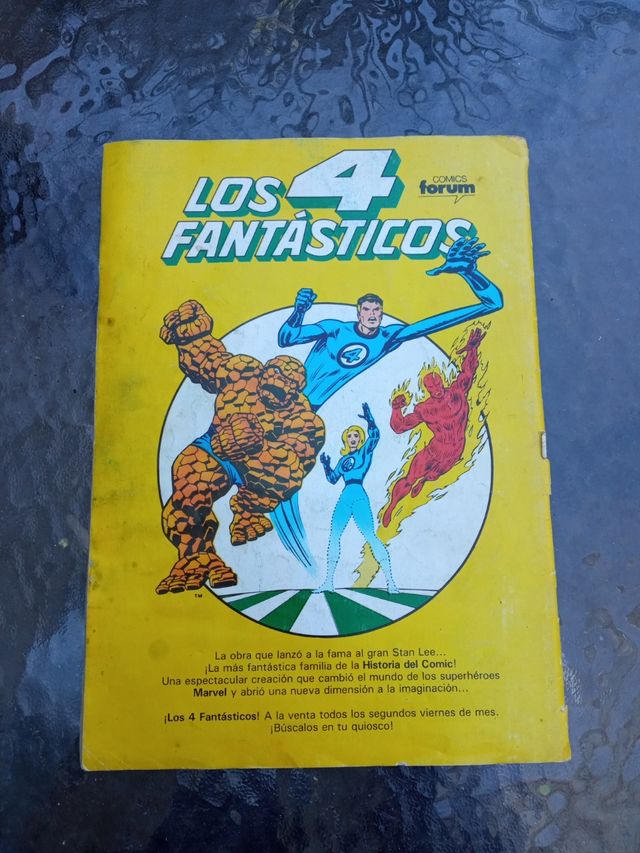 LOS 4
FANTÁSTICOS
COMICS
forum
4
TM
La obra que lanzó a la fama al gran Stan Lee...
¡La más fantástica familia de la Historia del Comic!
Una espectacular creación que cambió el mundo de los superhéroes
Marvel y abrió una nueva dimensión a la imaginación...
¡Los 4 Fantásticos! A la venta todos los segundos viernes de mes.
¡Búscalos en tu quiosco!